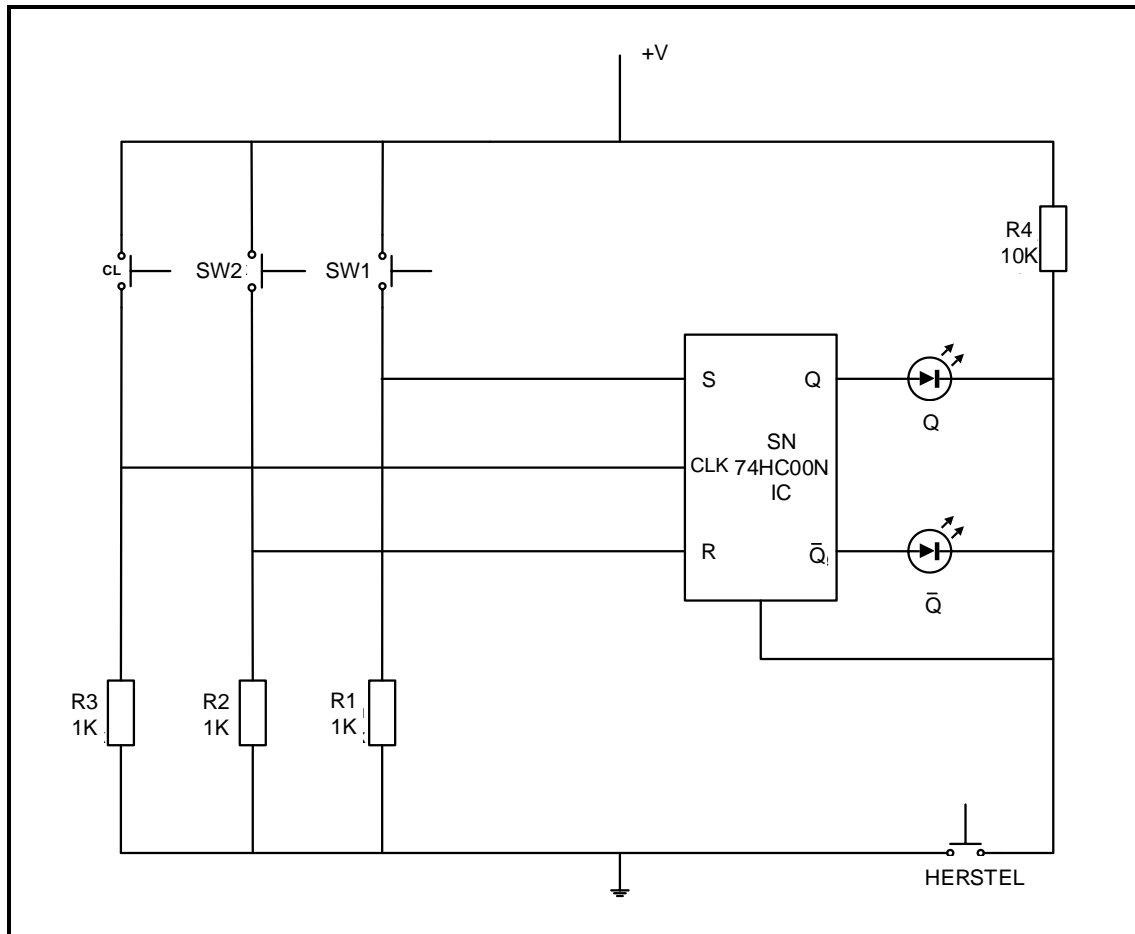 +V
R4
10K
CL
SW2
SW1
S
Q
Q
SN
CLK
74HC00N
IC
R
Q̄
Q̄
R3
1K
R2
1K
R1
1K
HERSTEL